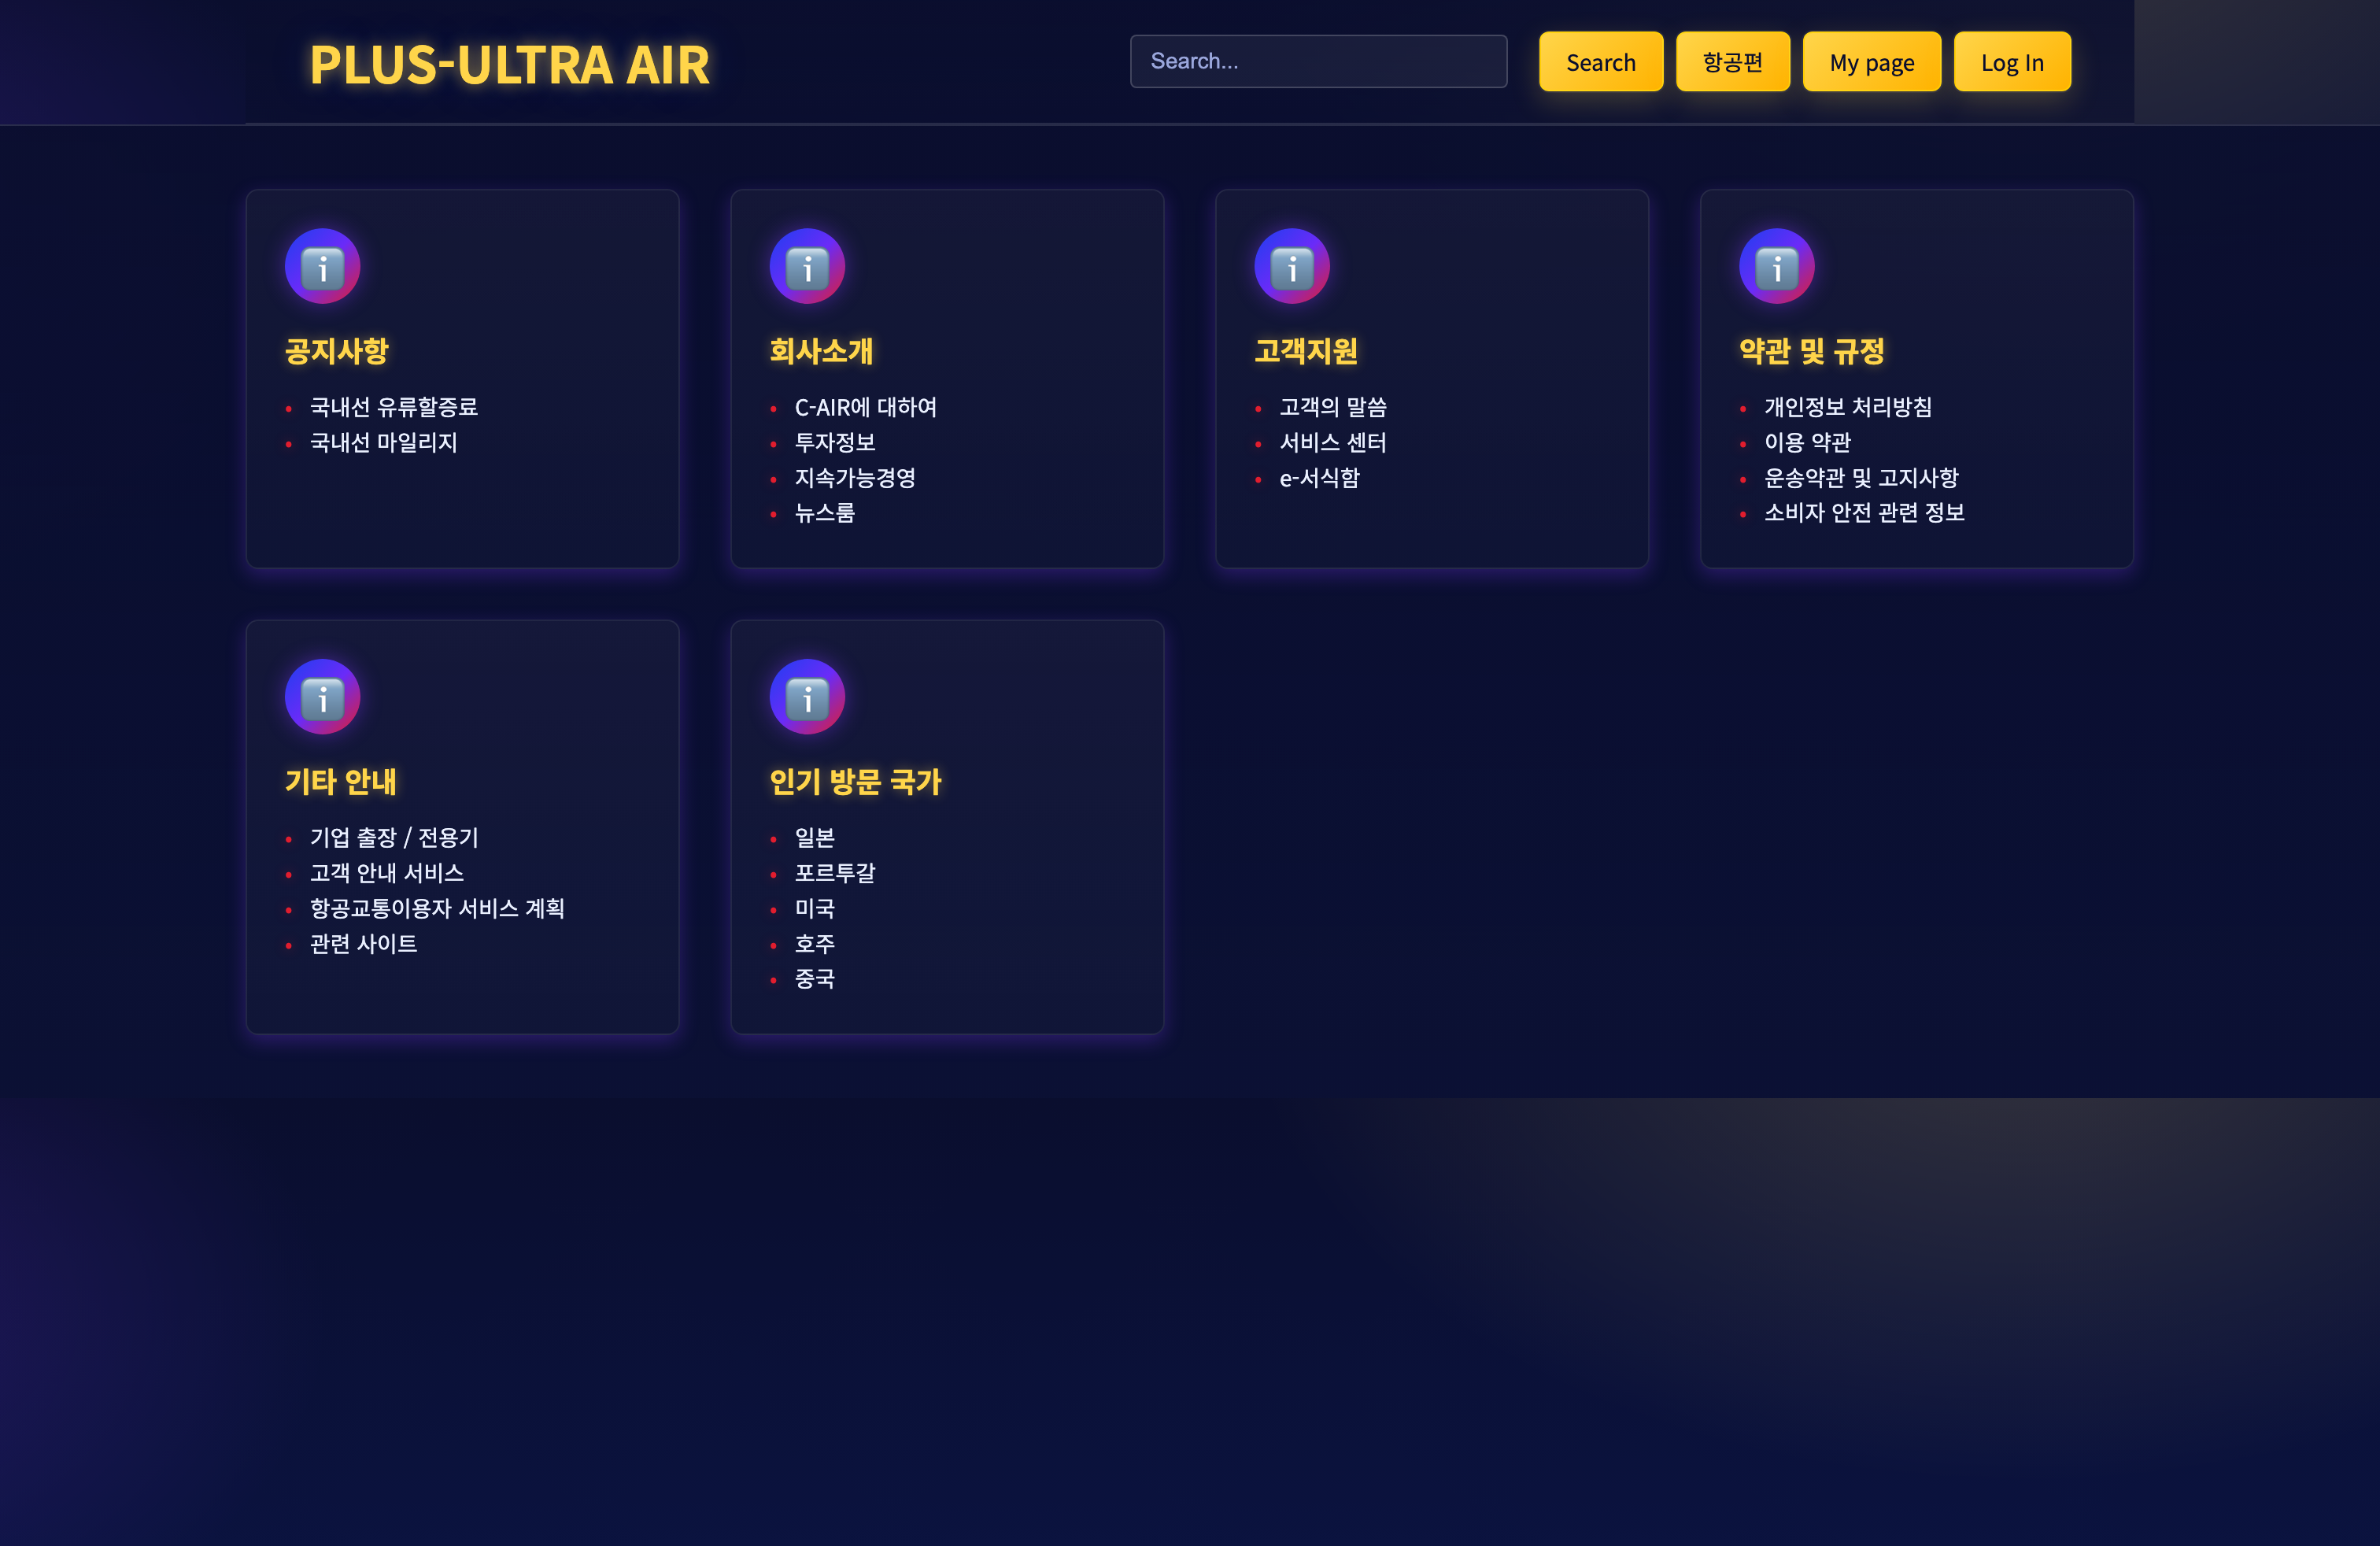 PLUS-ULTRA AIR
Search...
Search
항공편
My page
Log In
공지사항
• 국내선 유류할증료
• 국내선 마일리지
회사소개
• C-AIR에 대하여
• 투자정보
• 지속가능경영
• 뉴스룸
고객지원
• 고객의 말씀
• 서비스 센터
• e-서식함
약관 및 규정
• 개인정보 처리방침
• 이용 약관
• 운송약관 및 고지사항
• 소비자 안전 관련 정보
기타 안내
• 기업 출장 / 전용기
• 고객 안내 서비스
• 항공교통이용자 서비스 계획
• 관련 사이트
인기 방문 국가
• 일본
• 포르투갈
• 미국
• 호주
• 중국